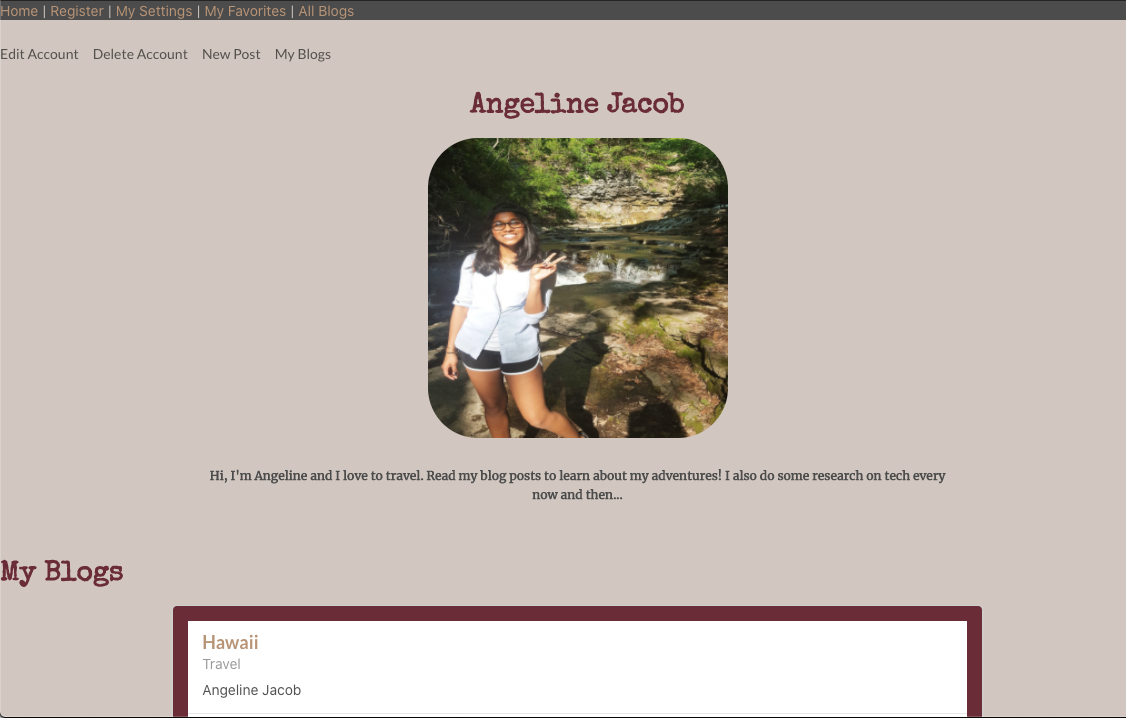 Home | Register | My Settings | My Favorites | All Blogs
Edit Account Delete Account New Post My Blogs
Angeline Jacob
Hi, I'm Angeline and I love to travel. Read my blog posts to learn about my adventures! I also do some research on tech every
now and then...
My Blogs
Hawaii
Travel
Angeline Jacob